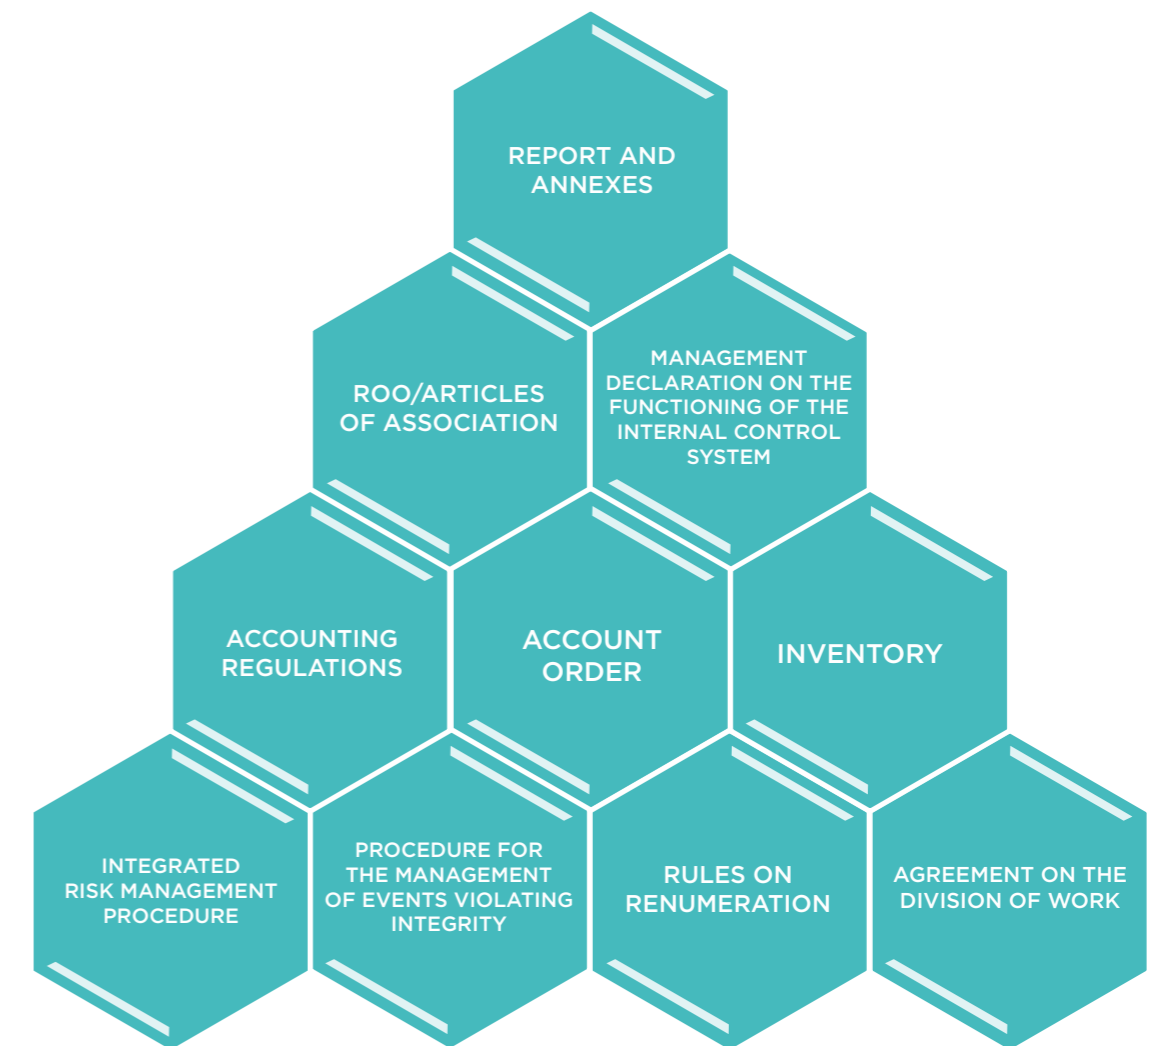 REPORT AND
ANNEXES
ROO/ARTICLES
OF ASSOCIATION
MANAGEMENT
DECLARATION ON THE
FUNCTIONING OF THE
INTERNAL CONTROL
SYSTEM
ACCOUNTING
REGULATIONS
ACCOUNT
ORDER
INVENTORY
INTEGRATED
RISK MANAGEMENT
PROCEDURE
PROCEDURE FOR
THE MANAGEMENT
OF EVENTS VIOLATING
INTEGRITY
RULES ON
RENUMERATION
AGREEMENT ON THE
DIVISION OF WORK